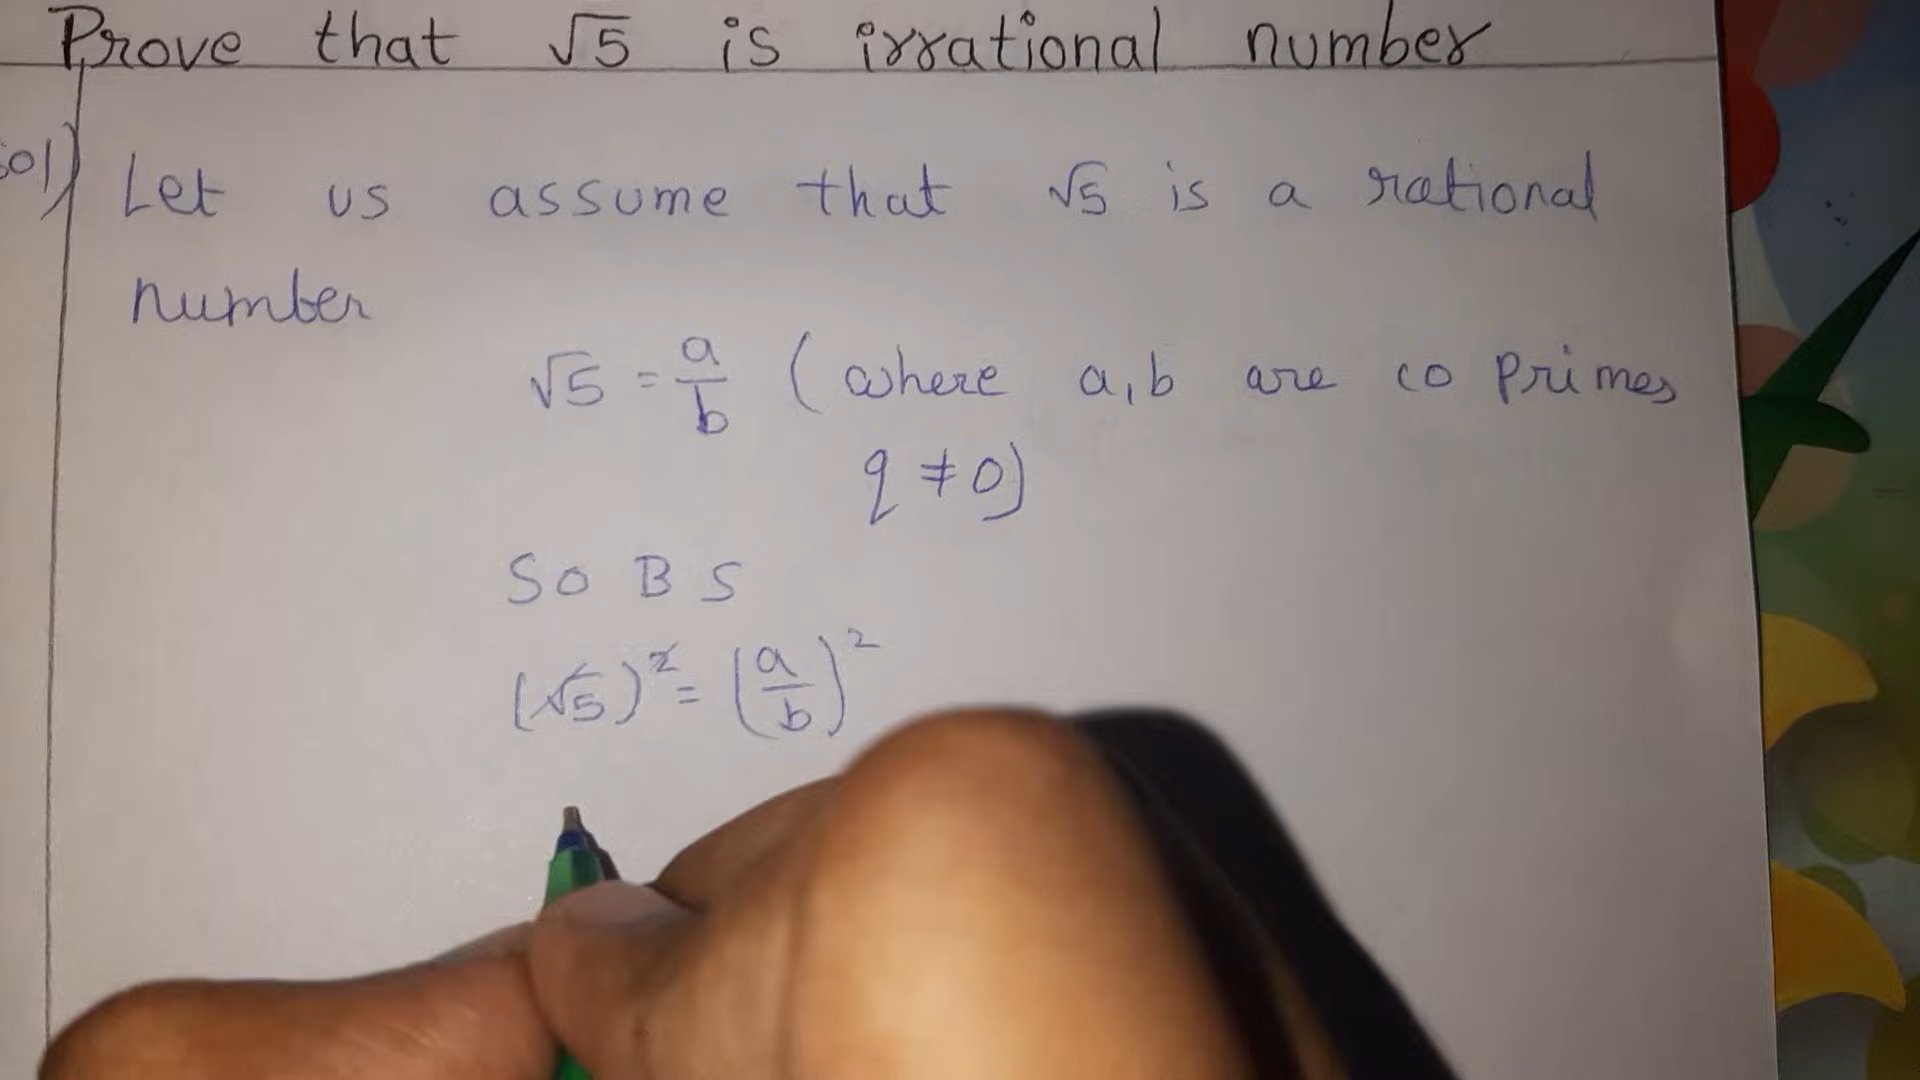 Prove that √5 is irrational number
Sol) Let us assume that √5 is a rational
number
√5 = a/b (where a,b are co primes
q ≠ 0)
S O B S
(√5)² = (a/b)²